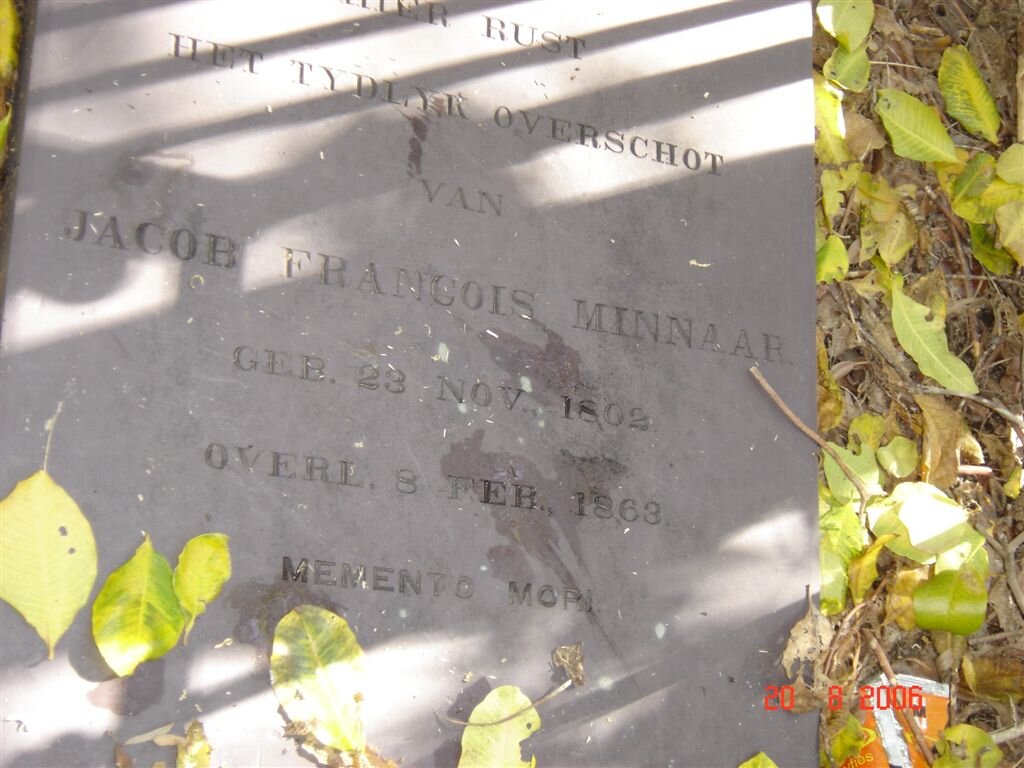 HIER RUST
HET TYDLYK OVERSCHOT
VAN
JACOB FRANCOIS MINNAAR.
GEB. 23 NOV., 1802.
OVERL. 8 FEB., 1863.
MEMENTO MORI.
20 8 2006